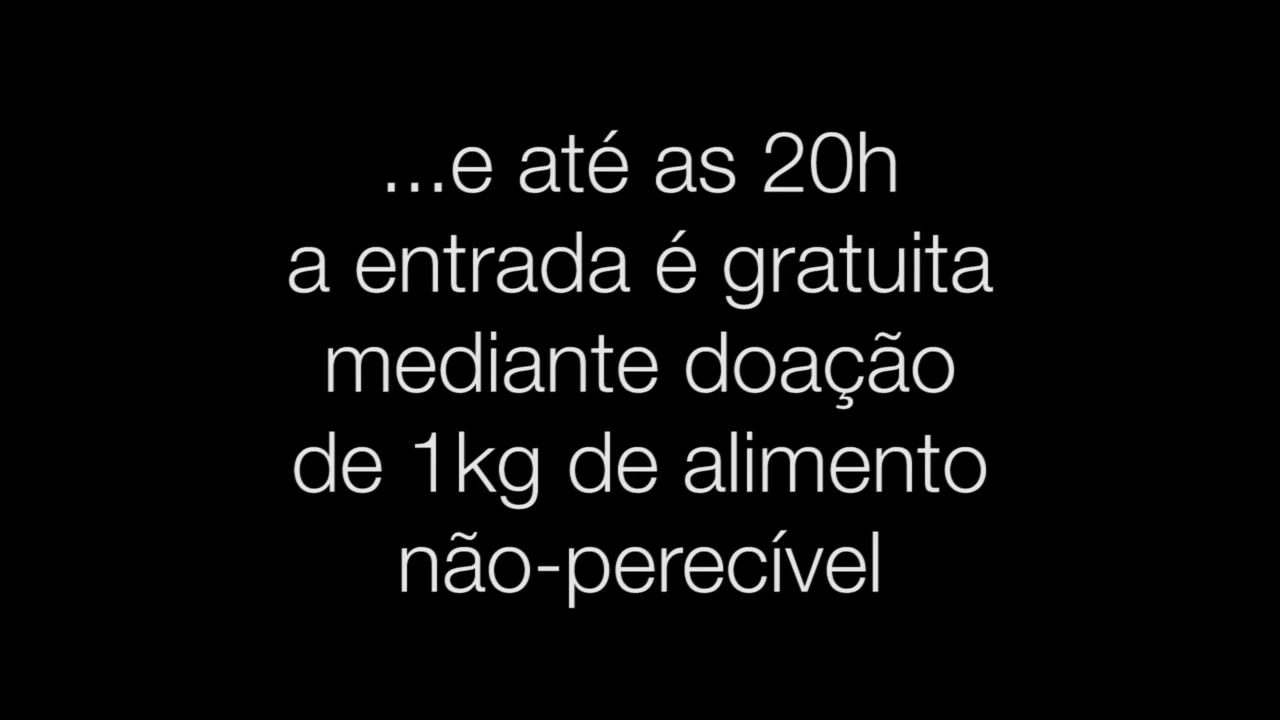 ...e até as 20h
a entrada é gratuita
mediante doação
de 1kg de alimento
não-perecível